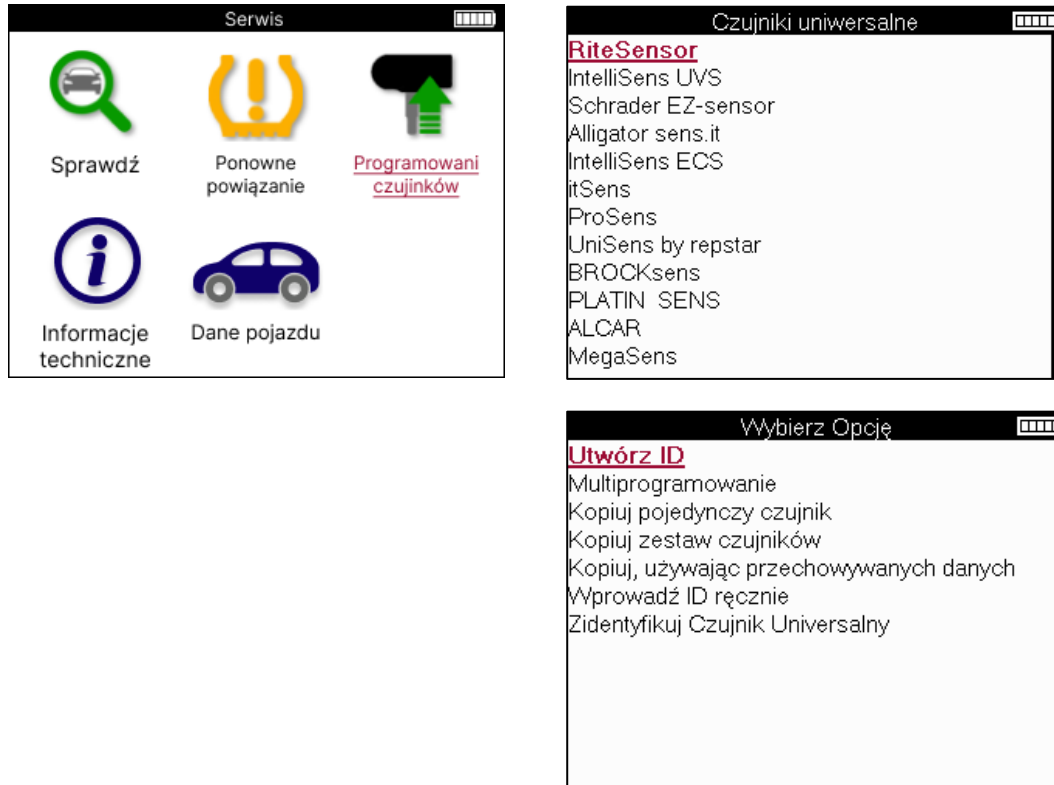 Serwis
Sprawdź
Ponowne
powiązanie
Programowani
czujinków
Informacje
techniczne
Dane pojazdu
Czujniki uniwersalne
RiteSensor
IntelliSens UVS
Schrader EZ-sensor
Alligator sens.it
IntelliSens ECS
itSens
ProSens
UniSens by repstar
BROCKsens
PLATIN SENS
ALCAR
MegaSens
Wybierz Opcję
Utwórz ID
Multiprogramowanie
Kopiuj pojedynczy czujnik
Kopiuj zestaw czujników
Kopiuj, używając przechowywanych danych
Wprowadź ID ręcznie
Zidentyfikuj Czujnik Universalny